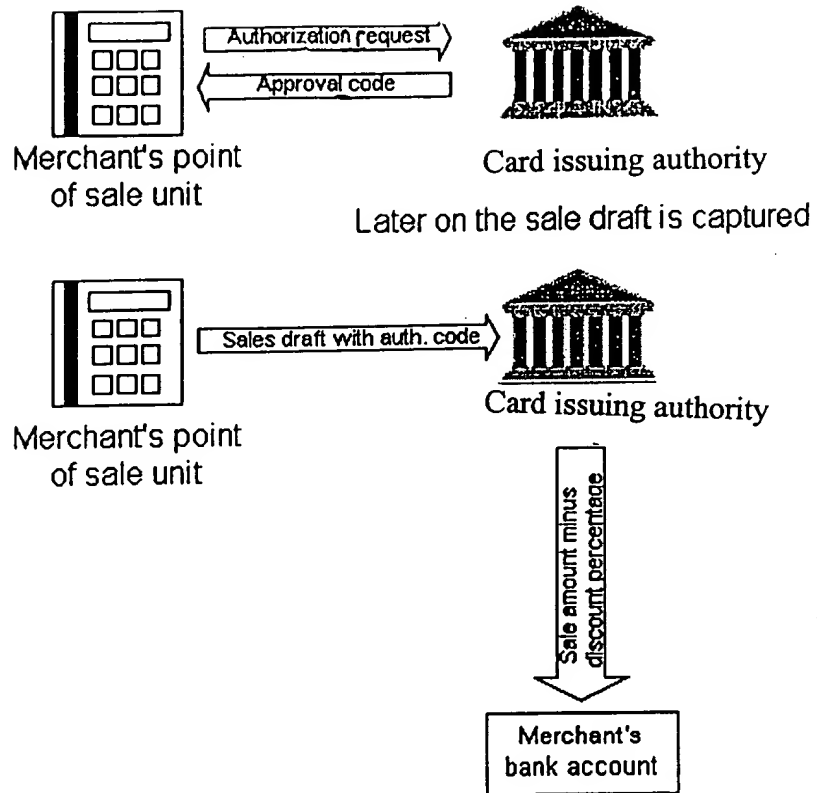 Authorization request
Approval code
Merchant's point
of sale unit
Card issuing authority
Later on the sale draft is captured
Sales draft with auth. code
Merchant's point
of sale unit
Card issuing authority
Sale amount minus
discount percentage
Merchant's
bank account